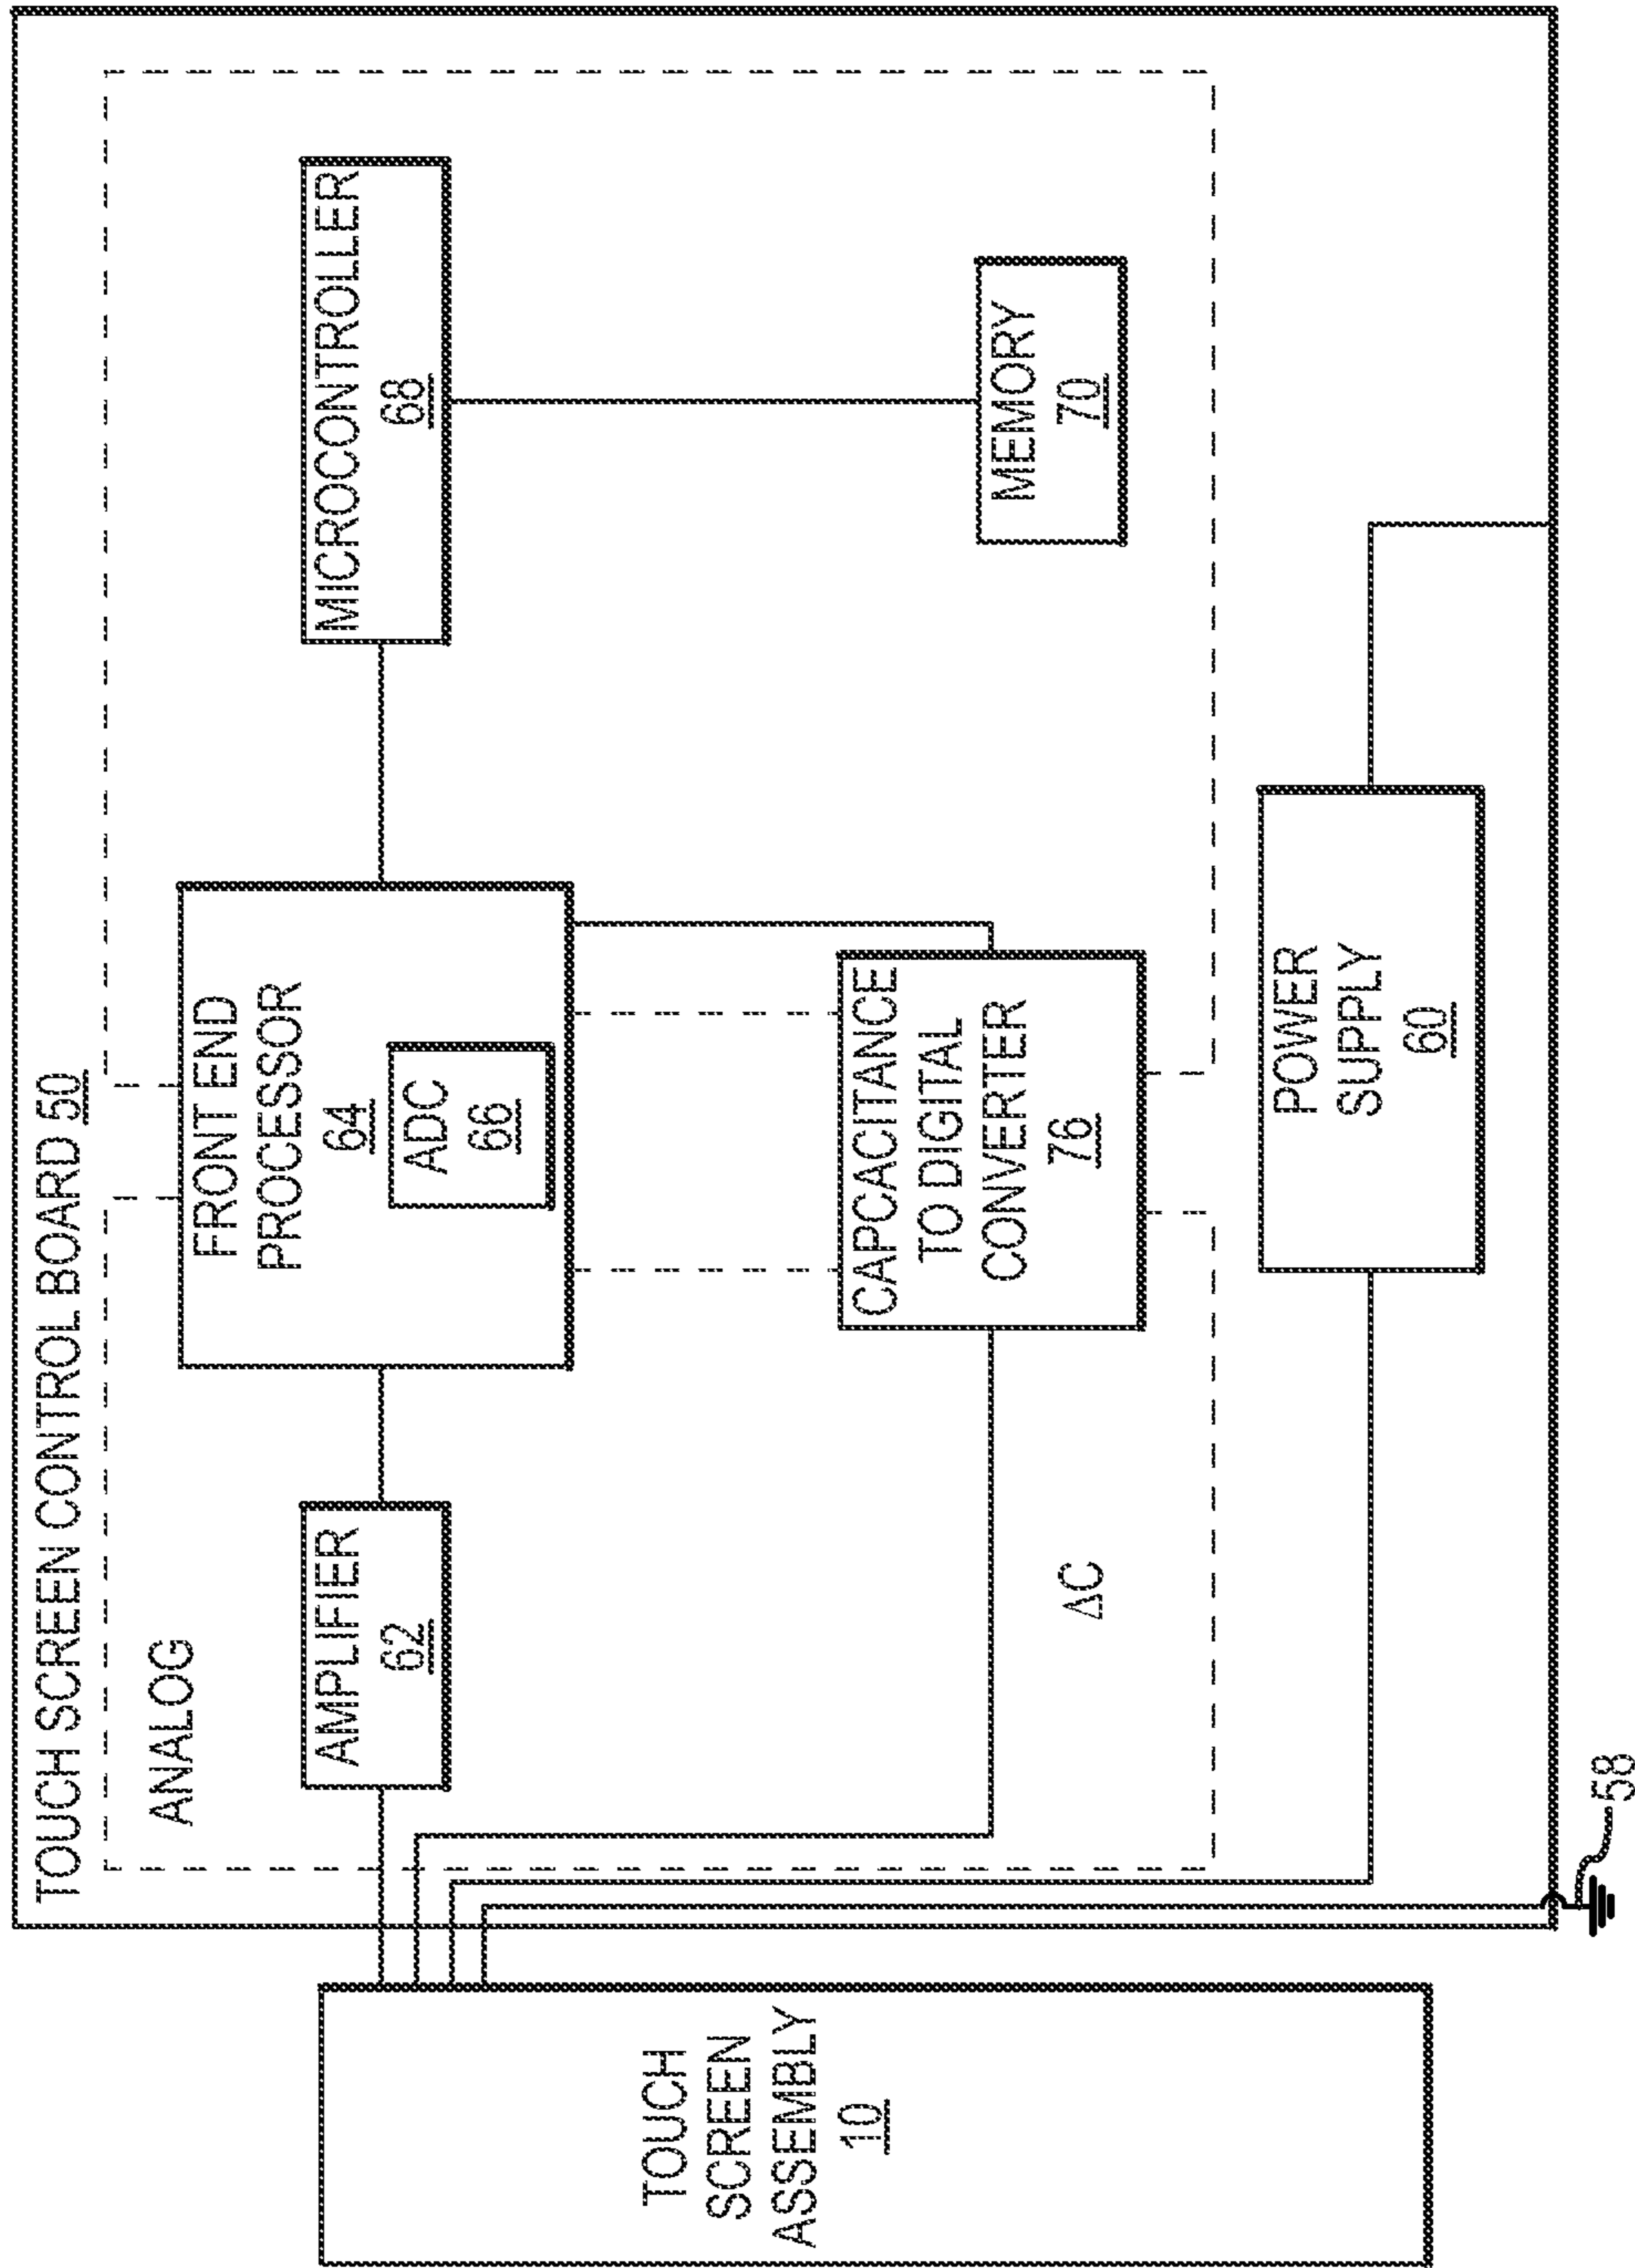 TOUCH SCREEN CONTROL BOARD 50
ANALOG
AMPLIFIER
62
FRONT END
PROCESSOR
64
ADC
66
MICROCONTROLLER
68
TOUCH
SCREEN
ASSEMBLY
10
CAPCACITANCE
TO DIGITAL
CONVERTER
76
MEMORY
70
ΔC
POWER
SUPPLY
60
58